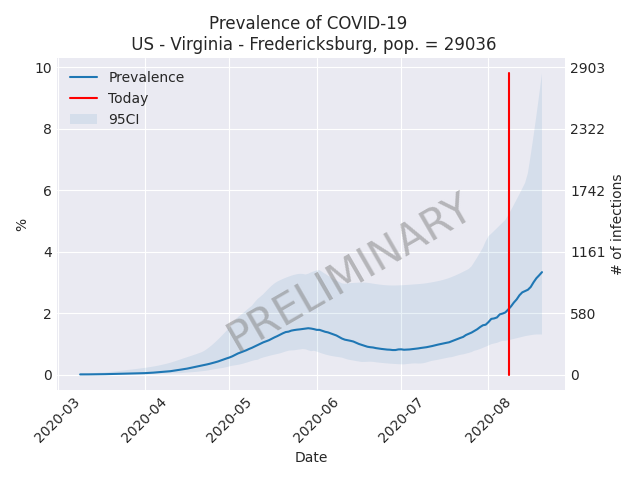 Prevalence of COVID-19
US - Virginia - Fredericksburg, pop. = 29036
Prevalence
Today
95CI
PRELIMINARY
10
8
6
4
2
0
%
2903
2322
1742
1161
580
0
# of infections
2020-03
2020-04
2020-05
2020-06
2020-07
2020-08
Date